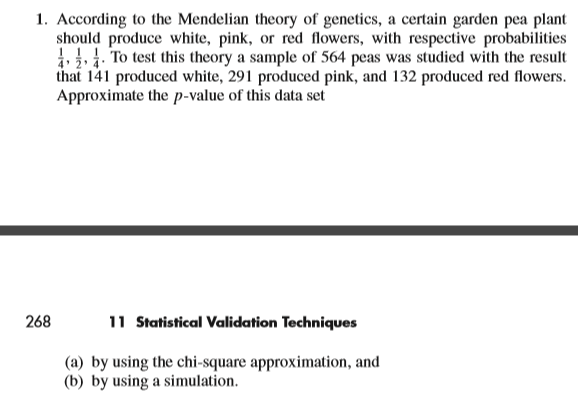 1. According to the Mendelian theory of genetics, a certain garden pea plant
should produce white, pink, or red flowers, with respective probabilities
1/4, 1/2, 1/4. To test this theory a sample of 564 peas was studied with the result
that 141 produced white, 291 produced pink, and 132 produced red flowers.
Approximate the p-value of this data set
268 11 Statistical Validation Techniques
(a) by using the chi-square approximation, and
(b) by using a simulation.